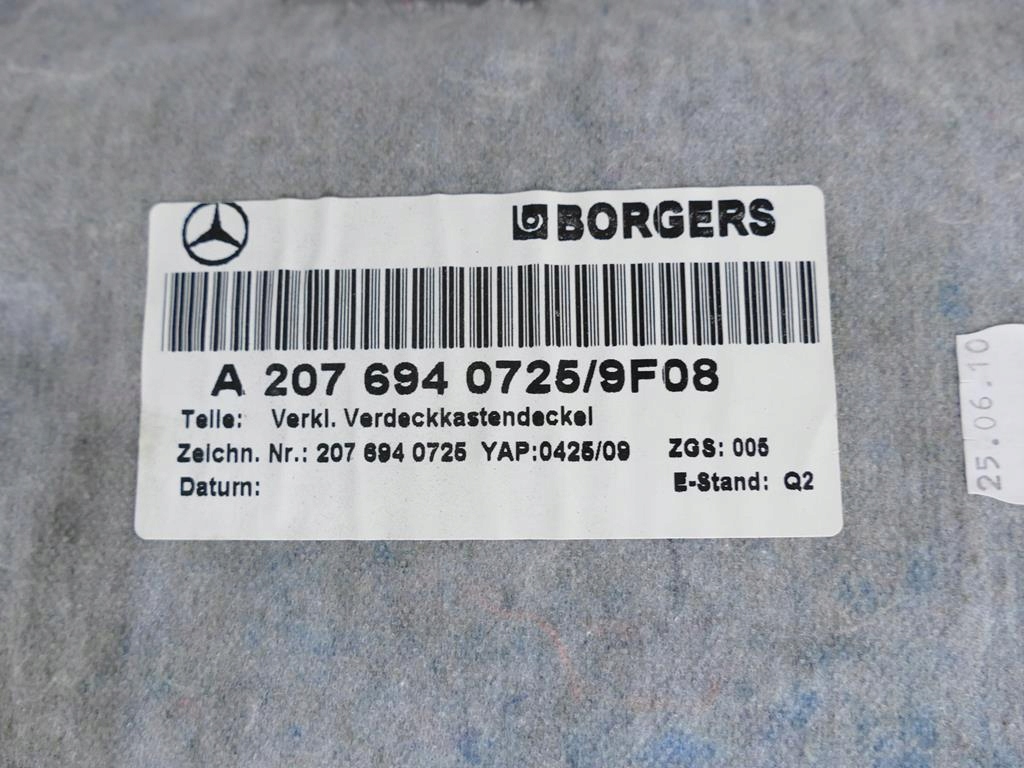 BORGERS
A 207 694 0725/9F08
Teile: Verkl. Verdeckkastendeckel
Zeichn. Nr.: 207 694 0725 YAP:0425/09 ZGS: 005
Datum: E-Stand: Q2
25.06.10